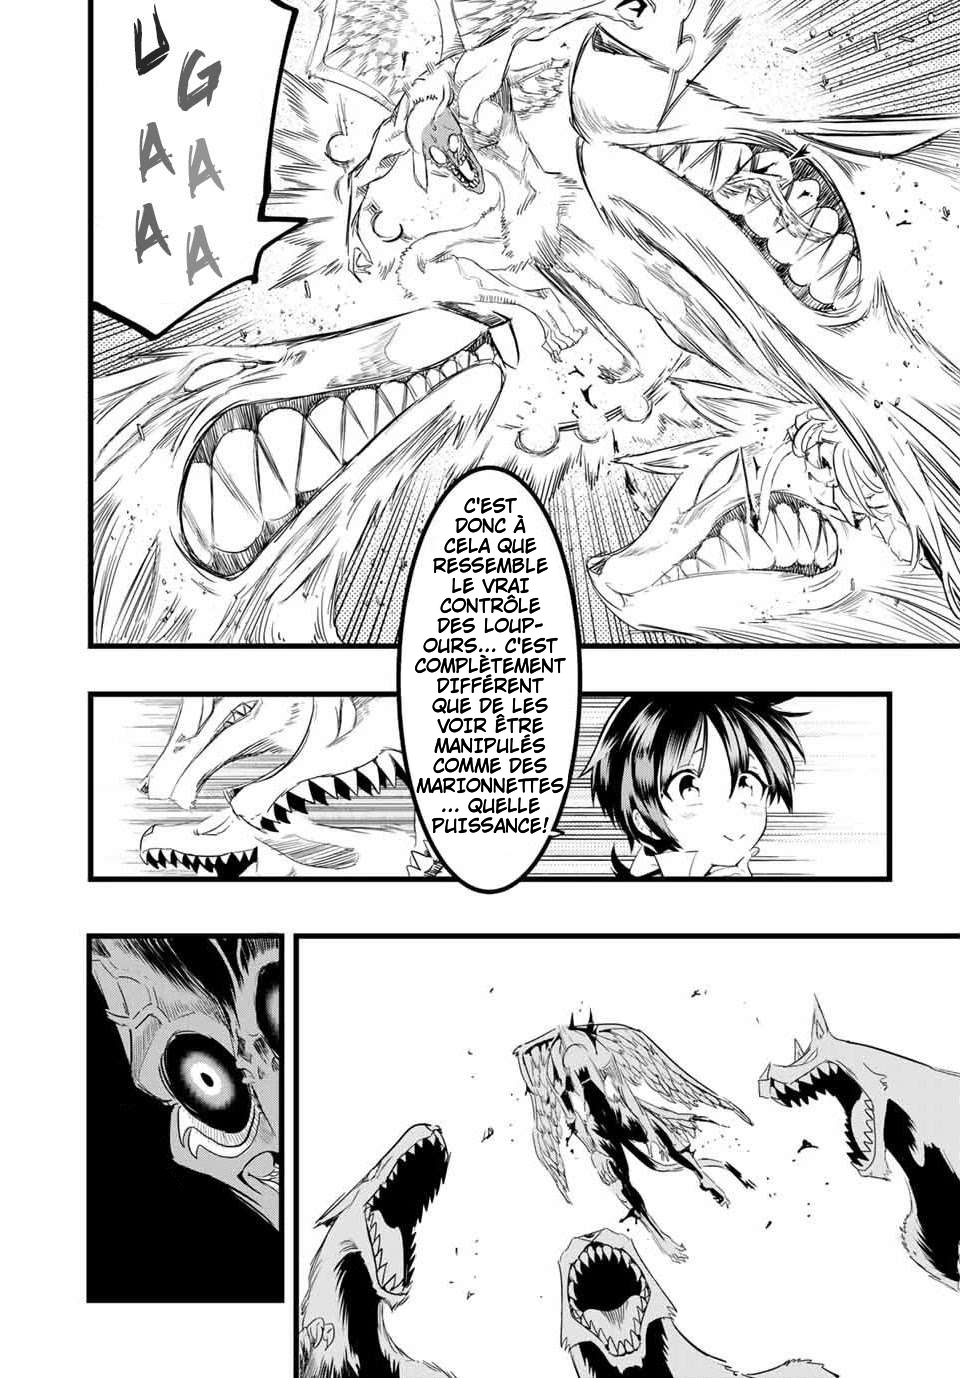 UGAAAAA
C'EST
DONC À
CELA QUE
RESSEMBLE
LE VRAI
CONTRÔLE
DES LOUP-
OURS... C'EST
COMPLÈTEMENT
DIFFÉRENT
QUE DE LES
VOIR ÊTRE
MANIPULÉS
COMME DES
MARIONNETTES
... QUELLE
PUISSANCE!